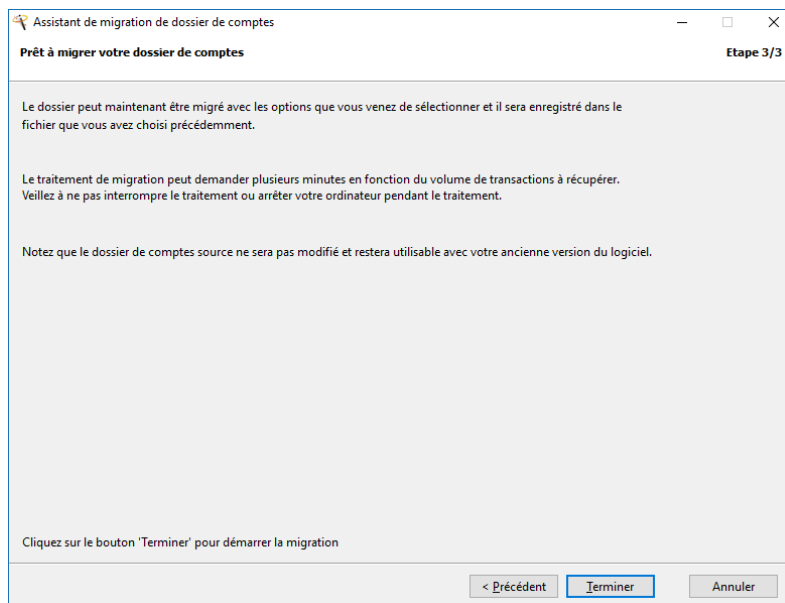 Assistant de migration de dossier de comptes
Prêt à migrer votre dossier de comptes
Etape 3/3
Le dossier peut maintenant être migré avec les options que vous venez de sélectionner et il sera enregistré dans le
fichier que vous avez choisi précédemment.
Le traitement de migration peut demander plusieurs minutes en fonction du volume de transactions à récupérer.
Veillez à ne pas interrompre le traitement ou arrêter votre ordinateur pendant le traitement.
Notez que le dossier de comptes source ne sera pas modifié et restera utilisable avec votre ancienne version du logiciel.
Cliquez sur le bouton 'Terminer' pour démarrer la migration
< Précédent
Terminer
Annuler